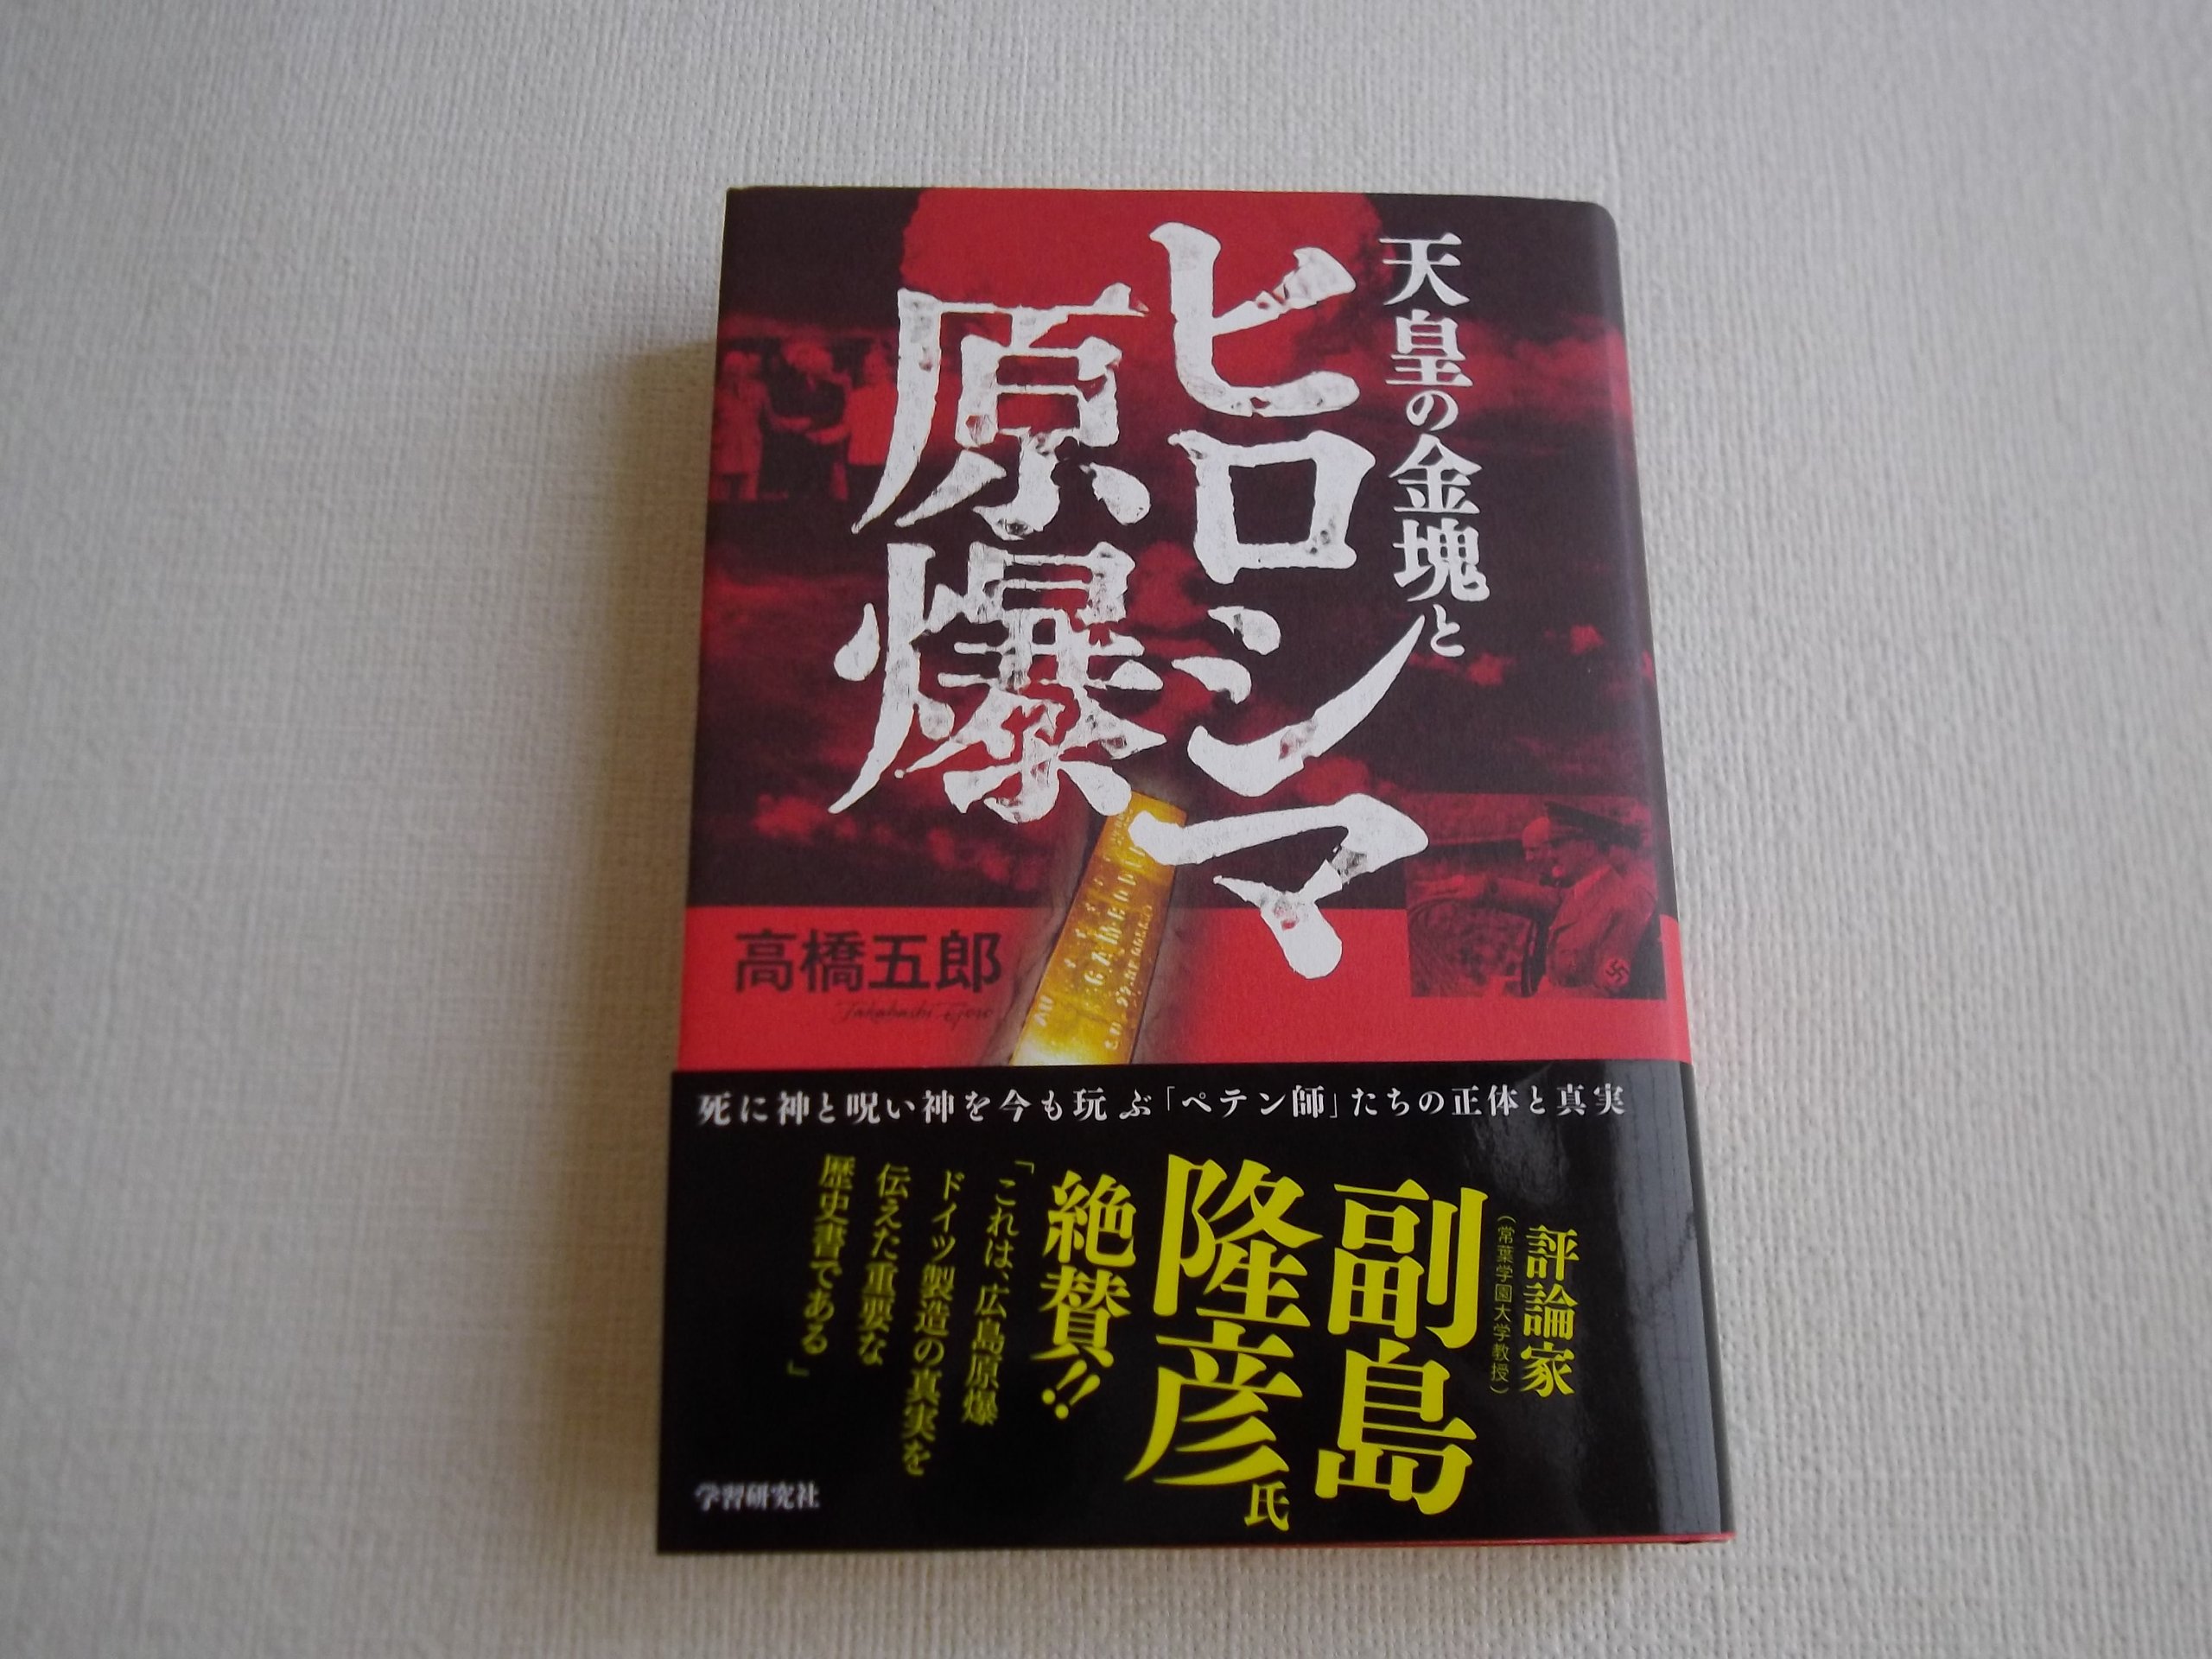 天皇の金塊と
ヒロシマ
原爆
高橋五郎
Takahashi Goro
死に神と呪い神を今も玩ぶ「ペテン師」たちの正体と真実
評論家
(常葉学園大学教授)
副島
隆彦氏
絶賛!!
「これは、広島原爆
ドイツ製造の真実を
伝えた重要な
歴史書である」
学習研究社